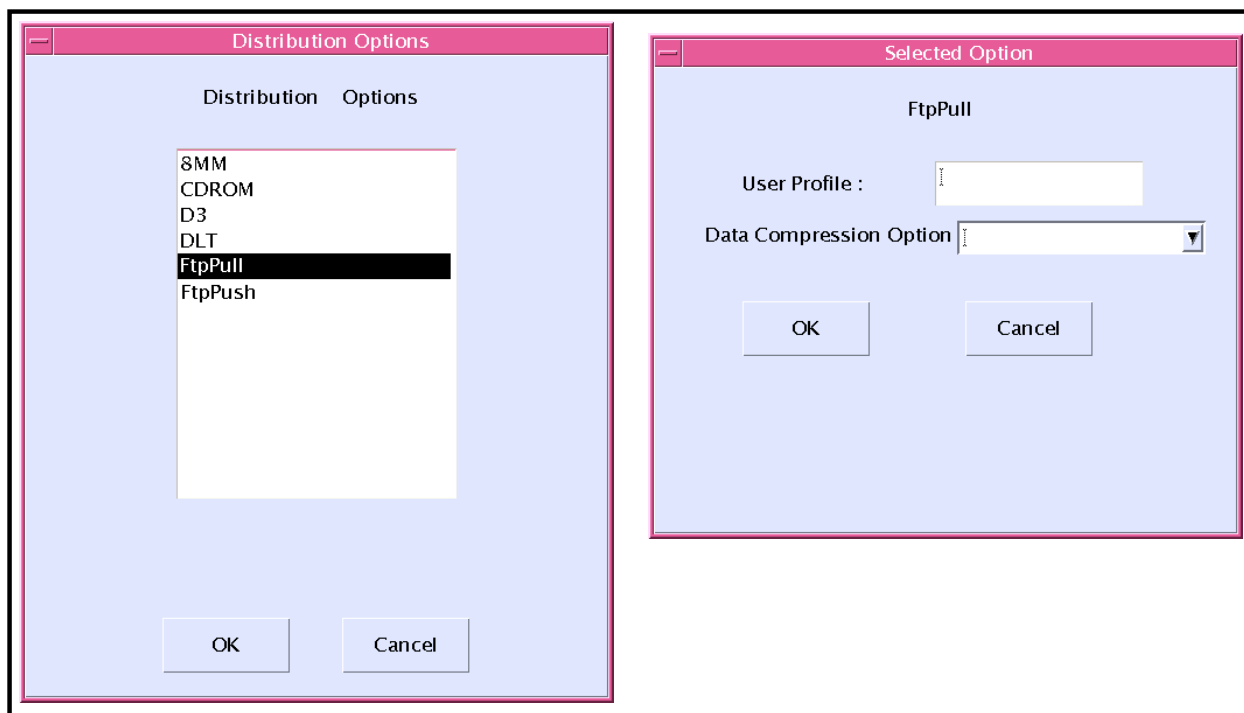 Distribution Options
Distribution Options
8MM
CDROM
D3
DLT
FtpPull
FtpPush
OK Cancel
Selected Option
FtpPull
User Profile :
Data Compression Option
OK Cancel